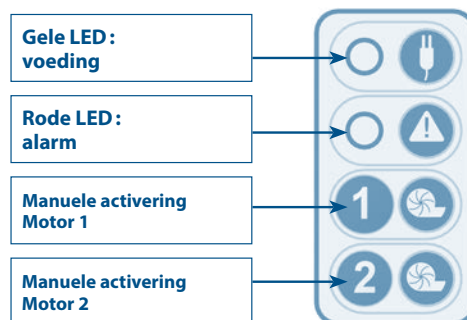 Gele LED :
voeding
Rode LED :
alarm
Manuele activering
Motor 1
1
Manuele activering
Motor 2
2